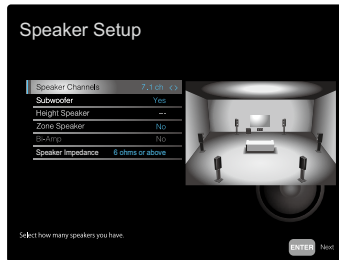 Speaker Setup
Speaker Channels 7.1 ch <>
Subwoofer Yes
Height Speaker ---
Zone Speaker No
Bi-Amp No
Speaker Impedance 6 ohms or above
Select how many speakers you have.
ENTER Next